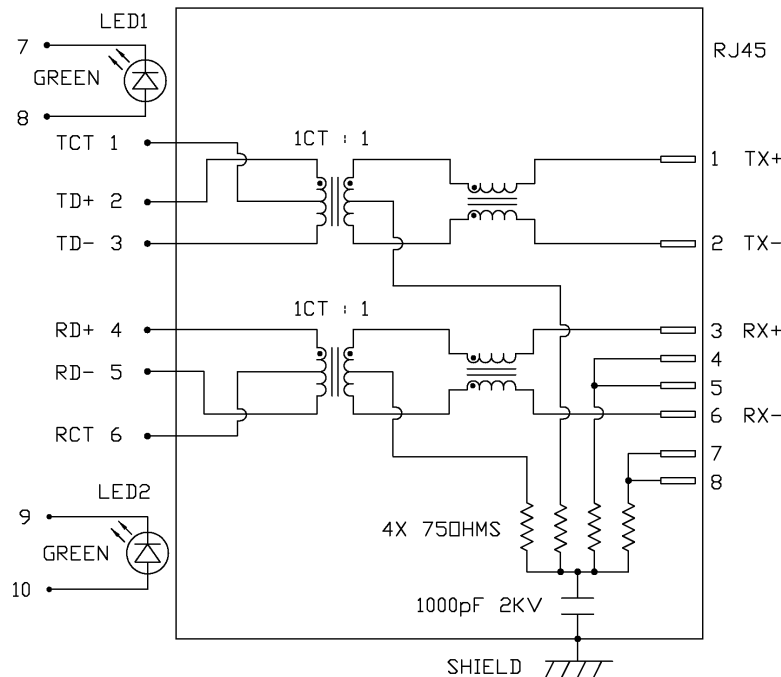 LED1
7
GREEN
8
RJ45
TCT 1
1CT : 1
1 TX+
TD+ 2
TD- 3
2 TX-
1CT : 1
RD+ 4
3 RX+
4
RD- 5
5
6 RX-
RCT 6
7
8
LED2
9
4X 75OHMS
GREEN
10
1000pF 2KV
SHIELD